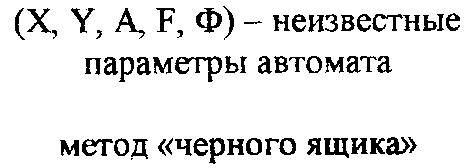 (X, Y, A, F, Ф) – неизвестные
параметры автомата
метод «черного ящика»